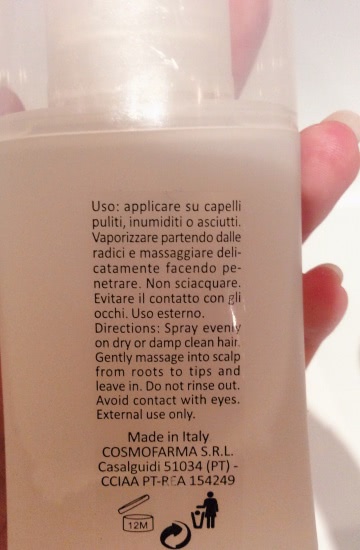 Uso: applicare su capelli
puliti, inumiditi o asciutti.
Vaporizzare partendo dalle
radici e massaggiare deli-
catamente facendo pe-
netrare. Non sciacquare.
Evitare il contatto con gli
occhi. Uso esterno.
Directions: Spray evenly
on dry or damp clean hair.
Gently massage into scalp
from roots to tips and
leave in. Do not rinse out.
Avoid contact with eyes.
External use only.
Made in Italy
COSMOFARMA S.R.L.
Casalguidi 51034 (PT) -
CCIAA PT-REA 154249
12M